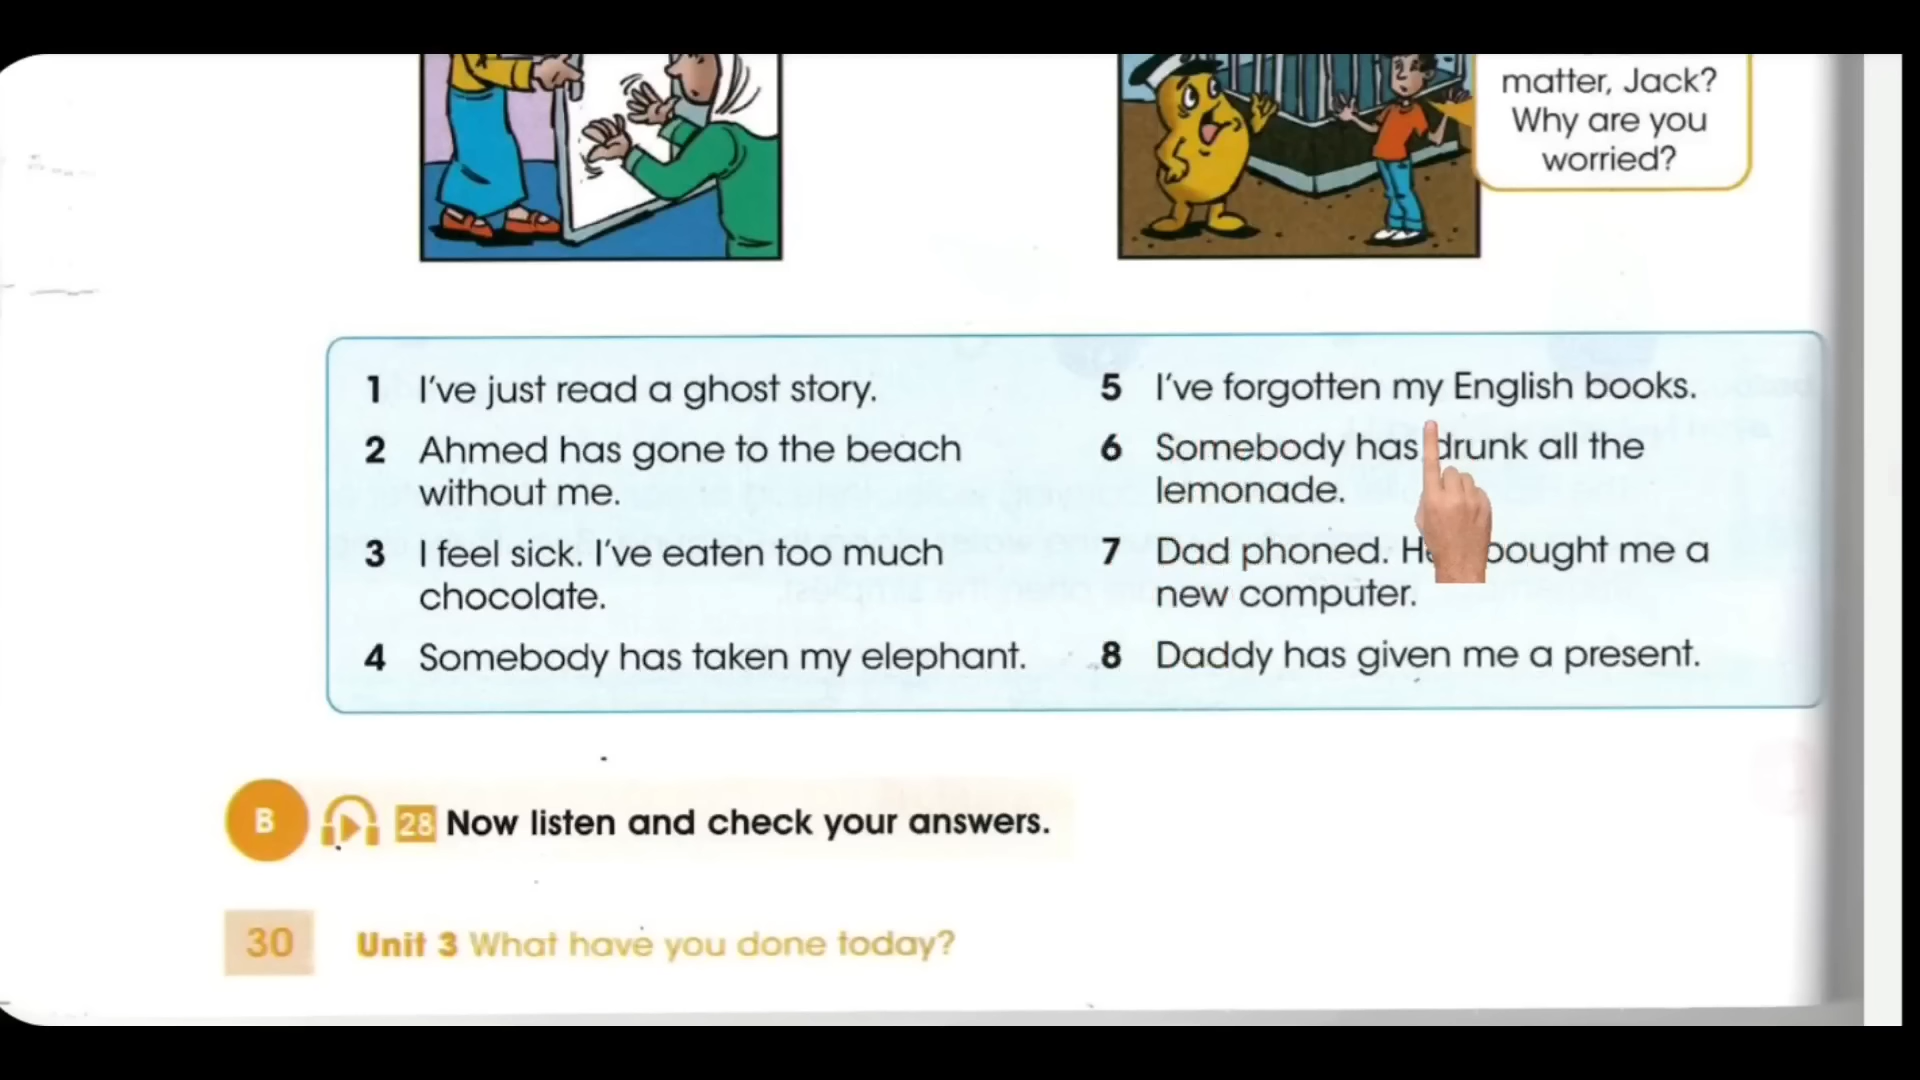 matter, Jack?
Why are you
worried?
1 I've just read a ghost story.
2 Ahmed has gone to the beach
without me.
3 I feel sick. I've eaten too much
chocolate.
4 Somebody has taken my elephant.
5 I've forgotten my English books.
6 Somebody has drunk all the
lemonade.
7 Dad phoned. bought me a
new computer.
8 Daddy has given me a present.
B 28 Now listen and check your answers.
30 Unit 3 What have you done today?